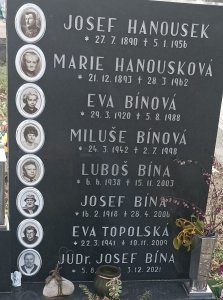 JOSEF HANOUSEK
* 27. 7. 1890 + 5. 1. 1956
MARIE HANOUSKOVÁ
* 21. 12. 1893 + 28. 3. 1962
EVA BÍNOVÁ
* 29. 3. 1920 + 5. 8. 1988
MILUŠE BÍNOVÁ
* 24. 3. 1942 + 2. 7. 1998
LUBOŠ BÍNA
* 6. 6. 1938 + 15. 11. 2003
JOSEF BÍNA
* 16. 2. 1918 + 28. 4. 2006
EVA TOPOLSKÁ
* 22. 3. 1941 + 10. 11. 2009
JUDr. JOSEF BÍNA
* 5. 8. 3. 12. 2021